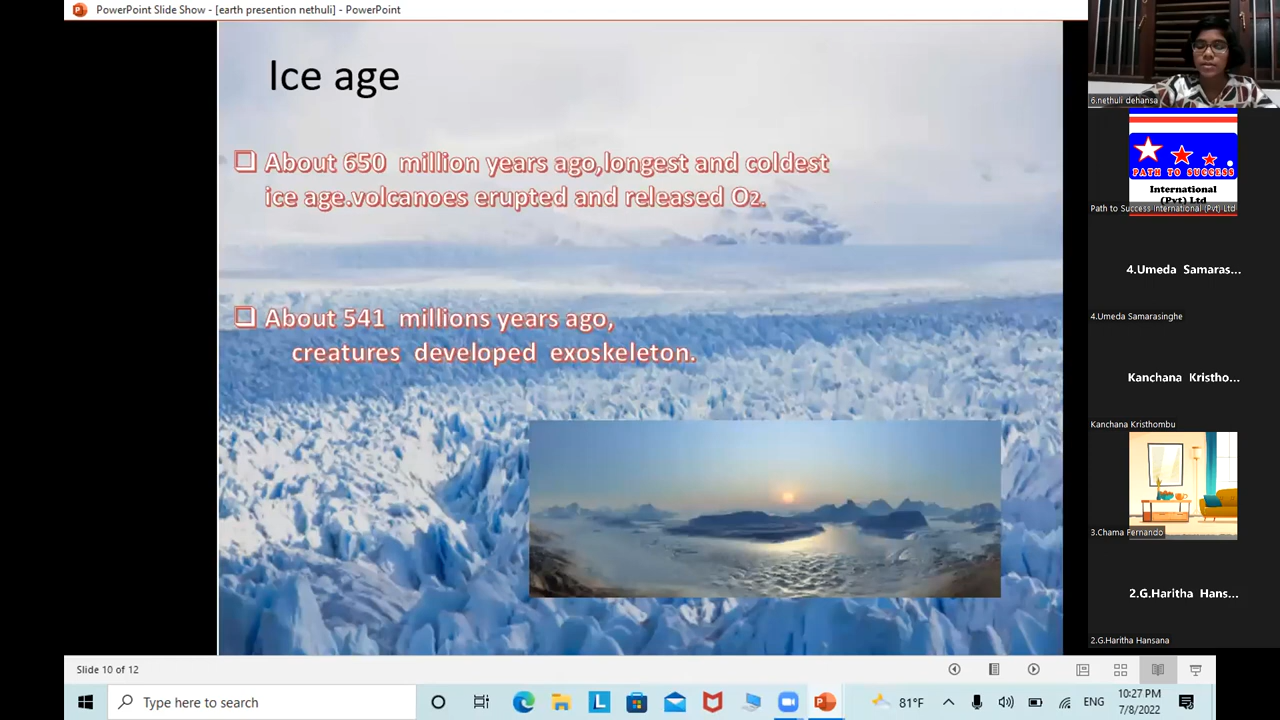 PowerPoint Slide Show - [earth presention nethuli] - PowerPoint
Ice age
About 650 million years ago,longest and coldest
ice age.volcanoes erupted and released O2.
About 541 millions years ago,
creatures developed exoskeleton.
6.nethuli dehansa
PATH TO SUCCESS
International
(Pvt) Ltd
Path to Success International (Pvt) Ltd
4.Umeda Samaras...
4.Umeda Samarasinghe
Kanchana Kristho...
Kanchana Kristhombu
3.Chama Fernando
2.G.Haritha Hans...
2.G.Haritha Hansana
Slide 10 of 12
Type here to search
81°F
ENG
10:27 PM
7/8/2022